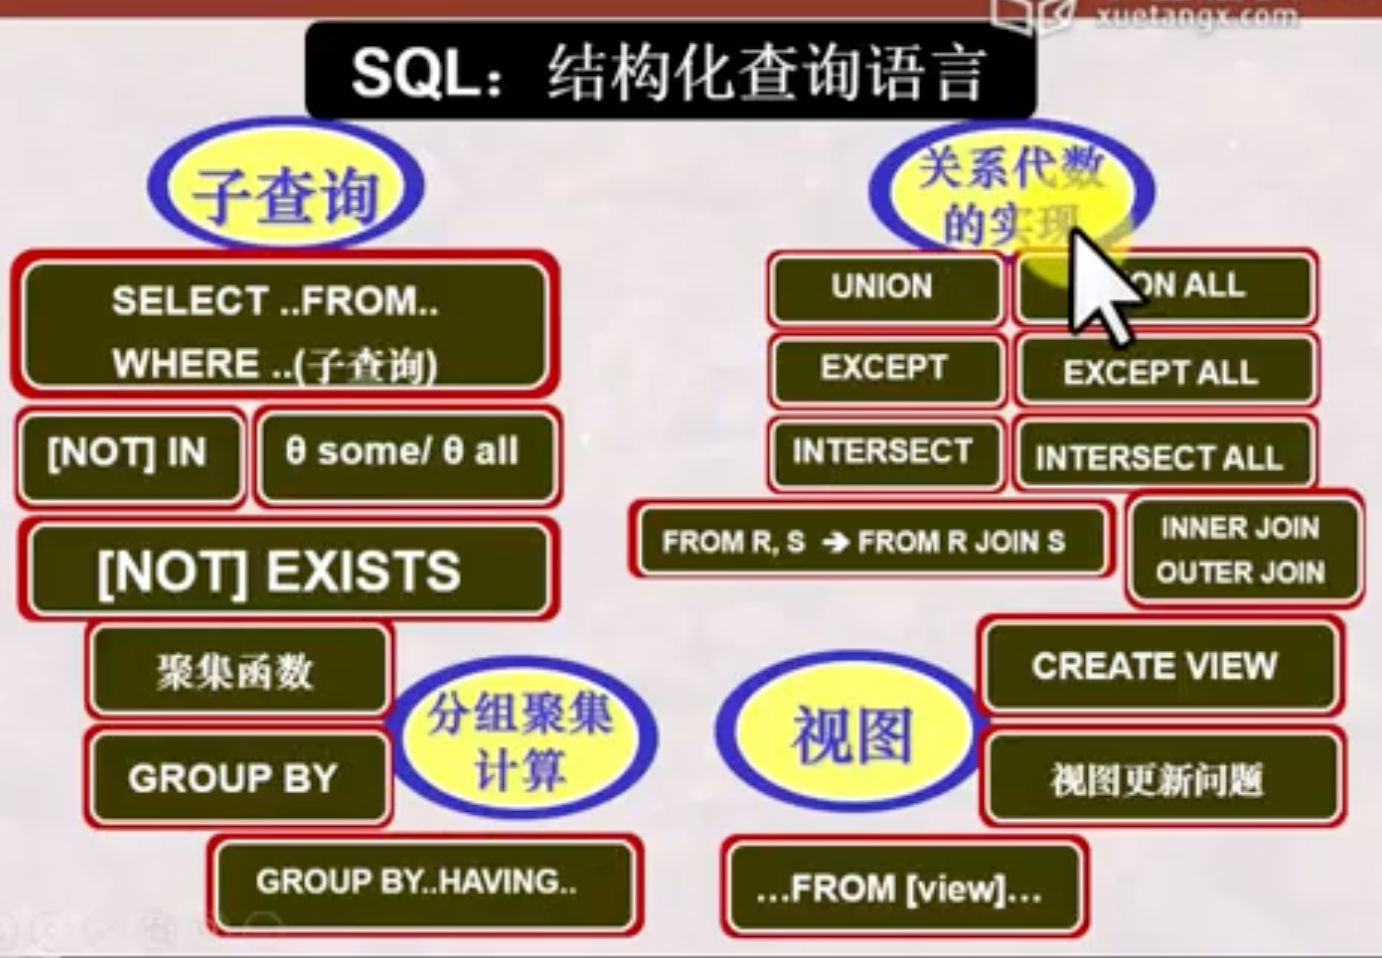 xuetangx.com
SQL：结构化查询语言
子查询
SELECT ..FROM..
WHERE ..(子查询)
[NOT] IN
θ some/ θ all
[NOT] EXISTS
聚集函数
GROUP BY
GROUP BY..HAVING..
分组聚集
计算
关系代数
的实现
UNION
ON ALL
EXCEPT
EXCEPT ALL
INTERSECT
INTERSECT ALL
FROM R, S ➔ FROM R JOIN S
INNER JOIN
OUTER JOIN
视图
CREATE VIEW
视图更新问题
…FROM [view]…